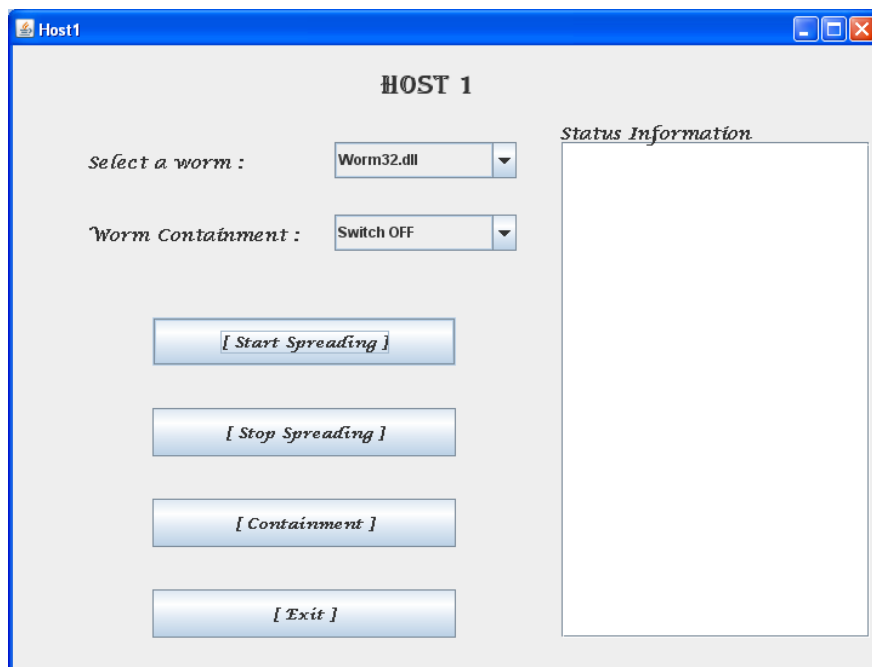 Host1
HOST 1
Status Information
Select a worm :
Worm32.dll
Worm Containment :
Switch OFF
[ Start Spreading ]
[ Stop Spreading ]
[ Containment ]
[ Exit ]